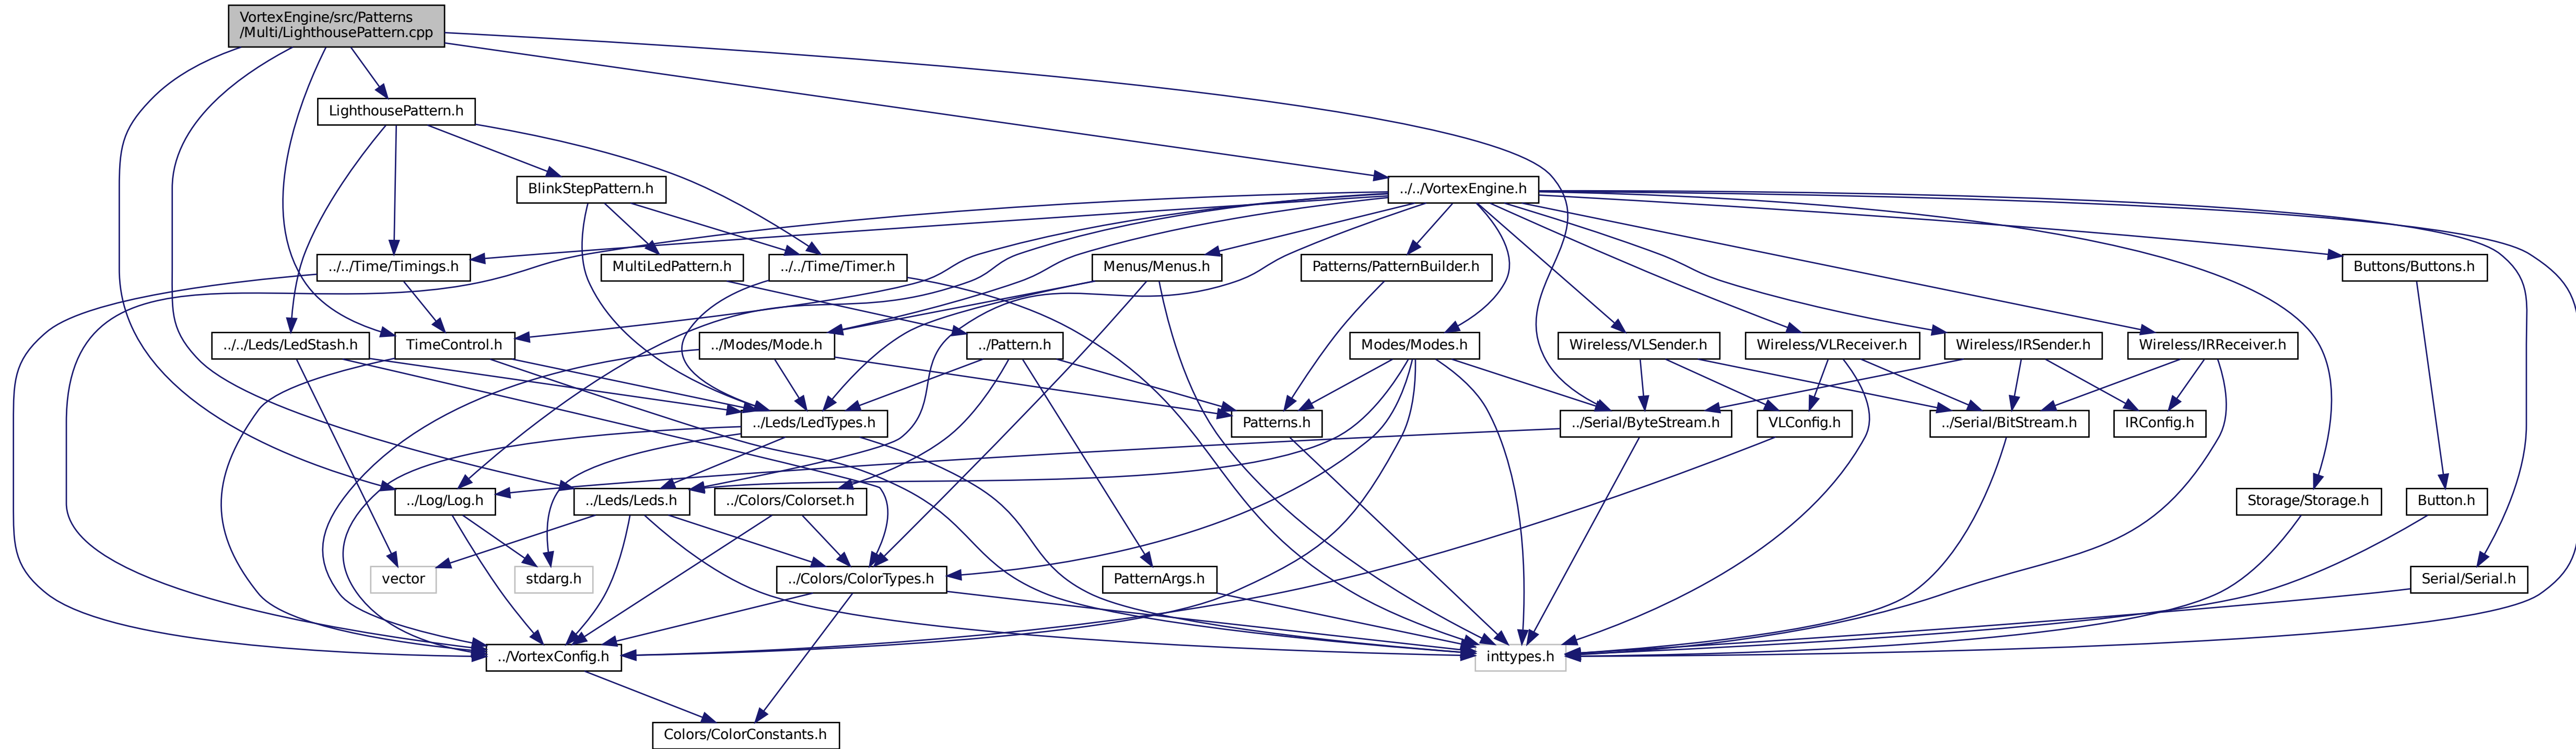 VortexEngine/src/Patterns
/Multi/LighthousePattern.cpp
LighthousePattern.h
BlinkStepPattern.h
../../VortexEngine.h
../../Time/Timings.h
MultiLedPattern.h
../../Time/Timer.h
Menus/Menus.h
Patterns/PatternBuilder.h
Buttons/Buttons.h
../../Leds/LedStash.h
TimeControl.h
../Modes/Mode.h
../Pattern.h
Modes/Modes.h
Wireless/VLSender.h
Wireless/VLReceiver.h
Wireless/IRSender.h
Wireless/IRReceiver.h
../Leds/LedTypes.h
Patterns.h
../Serial/ByteStream.h
VLConfig.h
../Serial/BitStream.h
IRConfig.h
../Log/Log.h
../Leds/Leds.h
../Colors/Colorset.h
Storage/Storage.h
Button.h
vector
stdarg.h
../Colors/ColorTypes.h
PatternArgs.h
Serial/Serial.h
../VortexConfig.h
inttypes.h
Colors/ColorConstants.h